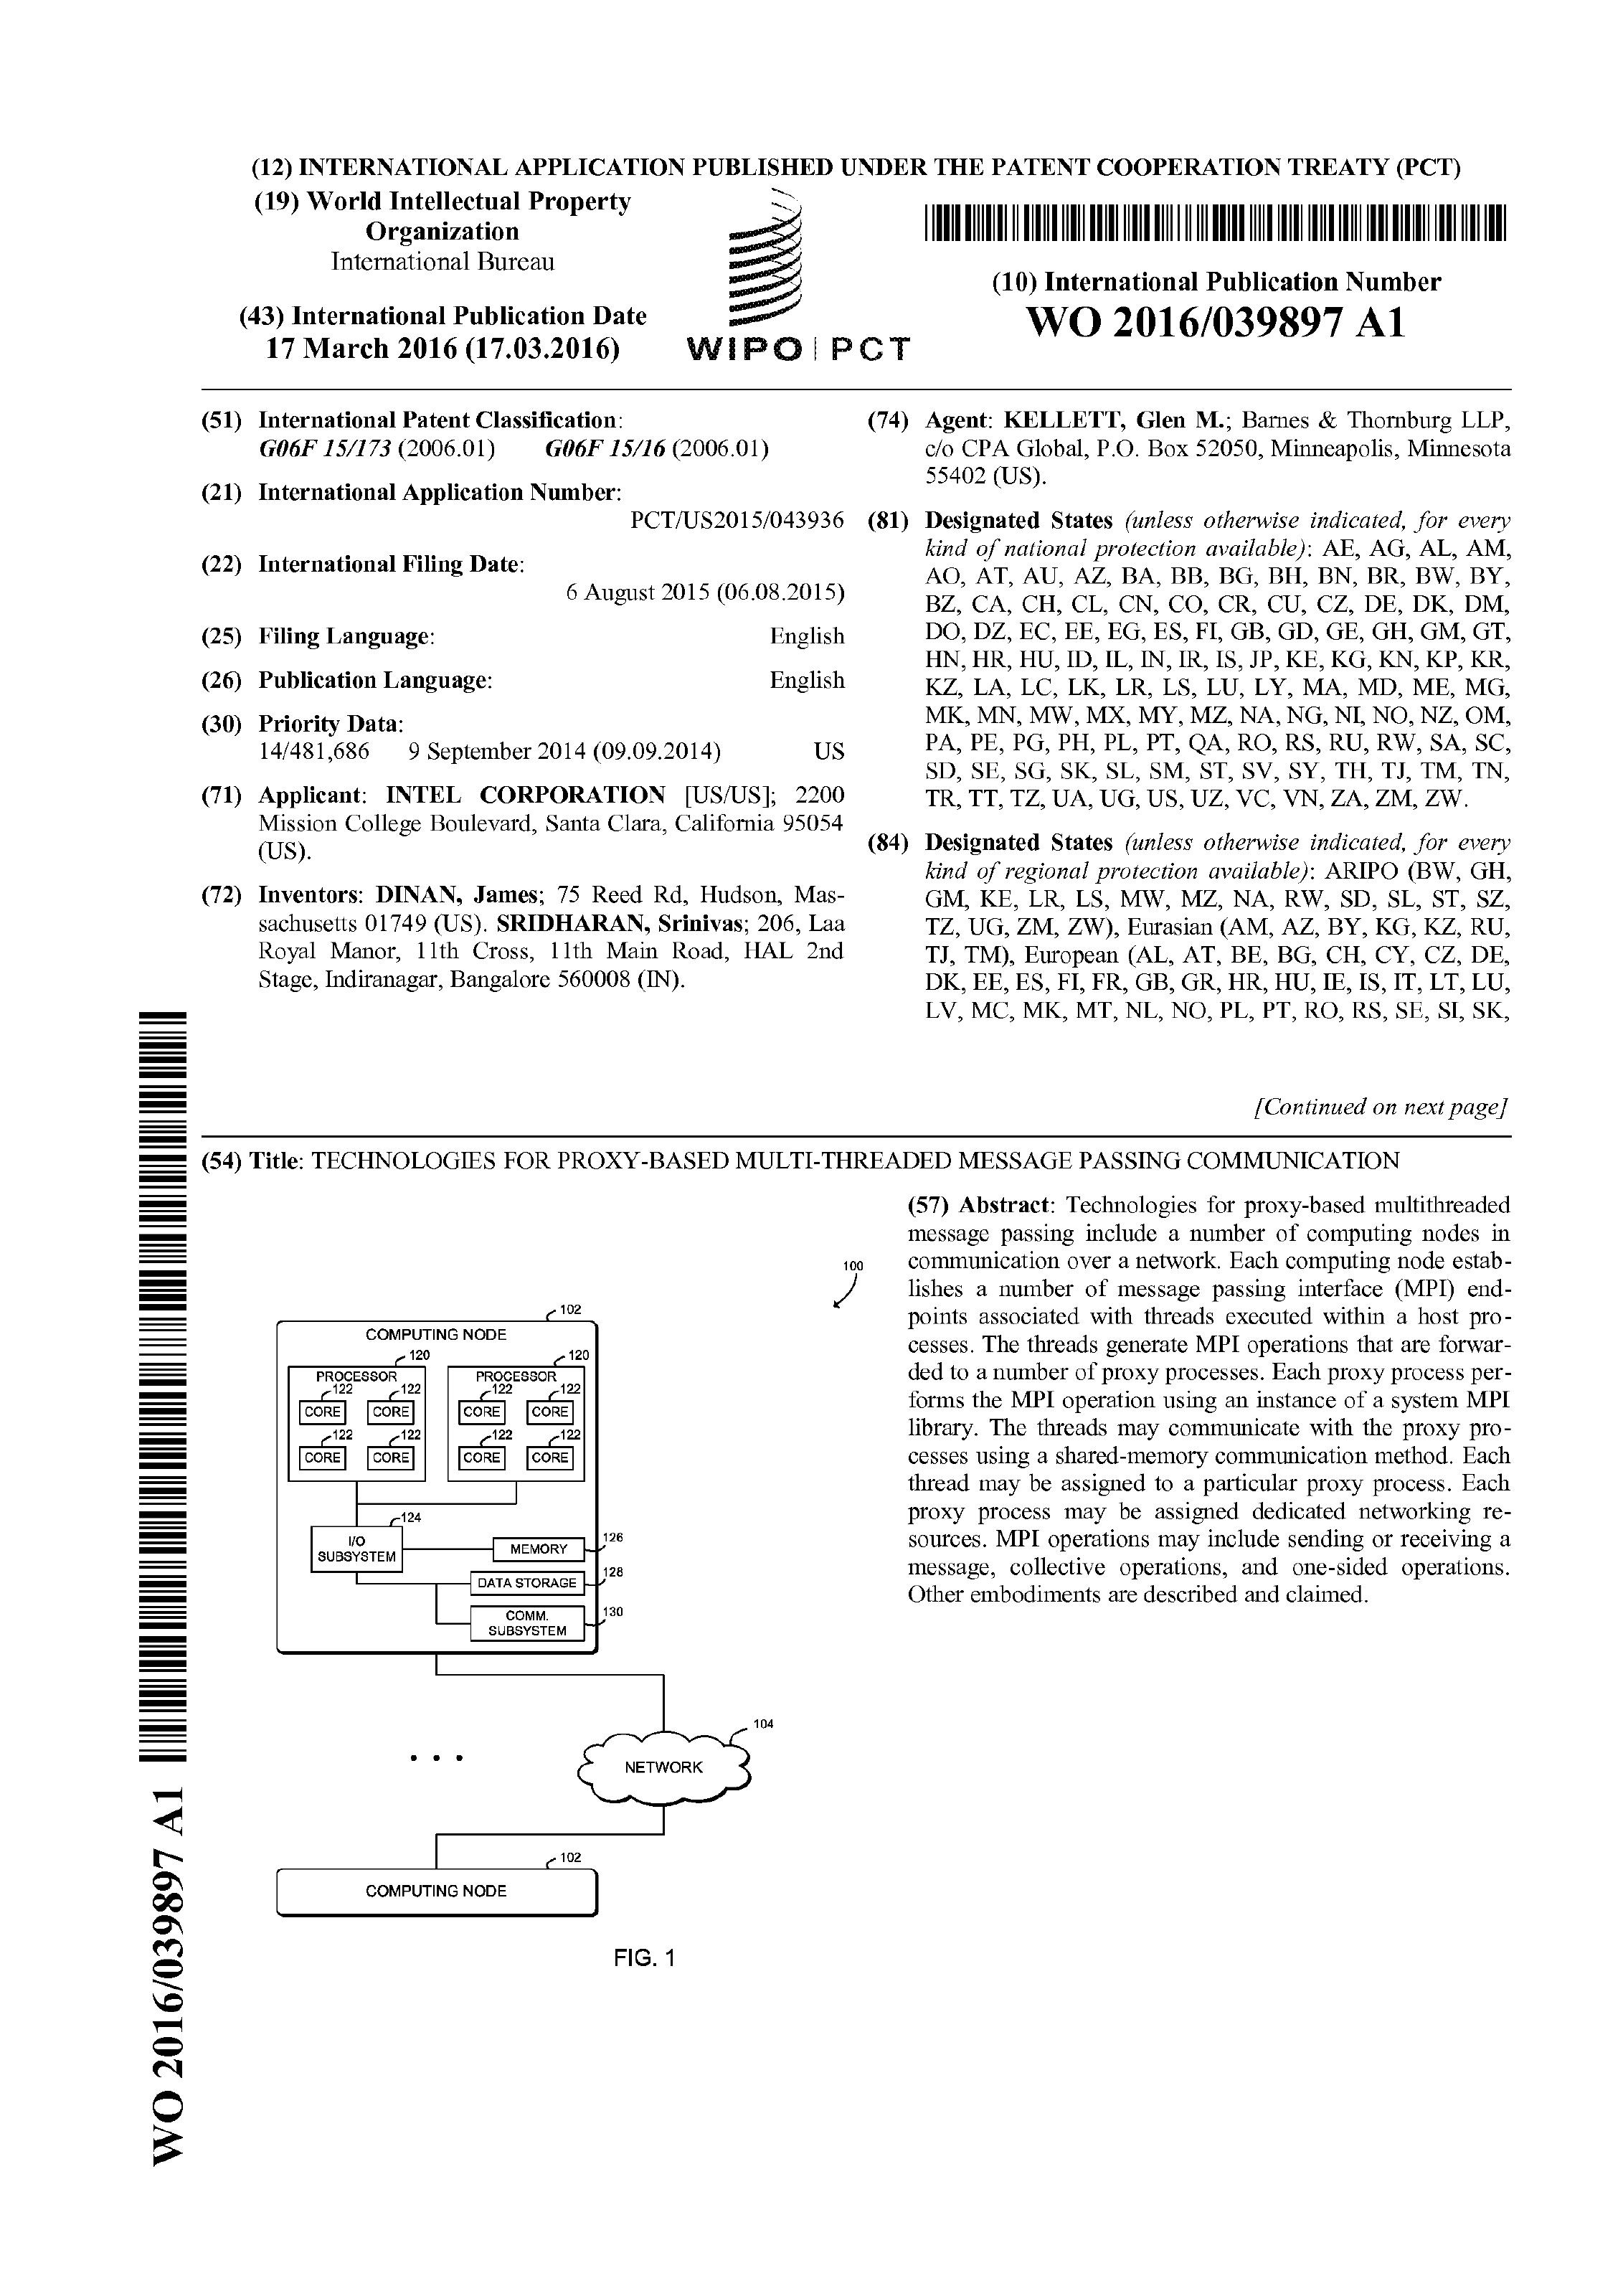 (12) INTERNATIONAL APPLICATION PUBLISHED UNDER THE PATENT COOPERATION TREATY (PCT)
(19) World Intellectual Property
Organization
International Bureau
(43) International Publication Date
17 March 2016 (17.03.2016)
WIPO | PCT
(10) International Publication Number
WO 2016/039897 A1
(51) International Patent Classification:
G06F 15/173 (2006.01) G06F 15/16 (2006.01)
(21) International Application Number:
PCT/US2015/043936
(22) International Filing Date:
6 August 2015 (06.08.2015)
(25) Filing Language: English
(26) Publication Language: English
(30) Priority Data:
14/481,686 9 September 2014 (09.09.2014) US
(71) Applicant: INTEL CORPORATION [US/US]; 2200
Mission College Boulevard, Santa Clara, California 95054
(US).
(72) Inventors: DINAN, James; 75 Reed Rd, Hudson, Mas-
sachusetts 01749 (US). SRIDHARAN, Srinivas; 206, Laa
Royal Manor, 11th Cross, 11th Main Road, HAL 2nd
Stage, Indiranagar, Bangalore 560008 (IN).
(74) Agent: KELLETT, Glen M.; Barnes & Thornburg LLP,
c/o CPA Global, P.O. Box 52050, Minneapolis, Minnesota
55402 (US).
(81) Designated States (unless otherwise indicated, for every
kind of national protection available): AE, AG, AL, AM,
AO, AT, AU, AZ, BA, BB, BG, BH, BN, BR, BW, BY,
BZ, CA, CH, CL, CN, CO, CR, CU, CZ, DE, DK, DM,
DO, DZ, EC, EE, EG, ES, FI, GB, GD, GE, GH, GM, GT,
HN, HR, HU, ID, IL, IN, IR, IS, JP, KE, KG, KN, KP, KR,
KZ, LA, LC, LK, LR, LS, LU, LY, MA, MD, ME, MG,
MK, MN, MW, MX, MY, MZ, NA, NG, NI, NO, NZ, OM,
PA, PE, PG, PH, PL, PT, QA, RO, RS, RU, RW, SA, SC,
SD, SE, SG, SK, SL, SM, ST, SV, SY, TH, TJ, TM, TN,
TR, TT, TZ, UA, UG, US, UZ, VC, VN, ZA, ZM, ZW.
(84) Designated States (unless otherwise indicated, for every
kind of regional protection available): ARIPO (BW, GH,
GM, KE, LR, LS, MW, MZ, NA, RW, SD, SL, ST, SZ,
TZ, UG, ZM, ZW), Eurasian (AM, AZ, BY, KG, KZ, RU,
TJ, TM), European (AL, AT, BE, BG, CH, CY, CZ, DE,
DK, EE, ES, FI, FR, GB, GR, HR, HU, IE, IS, IT, LT, LU,
LV, MC, MK, MT, NL, NO, PL, PT, RO, RS, SE, SI, SK,
[Continued on next page]
(54) Title: TECHNOLOGIES FOR PROXY-BASED MULTI-THREADED MESSAGE PASSING COMMUNICATION
100
102
COMPUTING NODE
120 120
PROCESSOR PROCESSOR
122 122 122 122
CORE CORE CORE CORE
122 122 122 122
CORE CORE CORE CORE
124
I/O
SUBSYSTEM
MEMORY 126
DATA STORAGE 128
COMM.
SUBSYSTEM 130
104
NETWORK
. . .
102
COMPUTING NODE
FIG. 1
(57) Abstract: Technologies for proxy-based multithreaded
message passing include a number of computing nodes in
communication over a network. Each computing node estab-
lishes a number of message passing interface (MPI) end-
points associated with threads executed within a host pro-
cesses. The threads generate MPI operations that are forwar-
ded to a number of proxy processes. Each proxy process per-
forms the MPI operation using an instance of a system MPI
library. The threads may communicate with the proxy pro-
cesses using a shared-memory communication method. Each
thread may be assigned to a particular proxy process. Each
proxy process may be assigned dedicated networking re-
sources. MPI operations may include sending or receiving a
message, collective operations, and one-sided operations.
Other embodiments are described and claimed.
WO 2016/039897 A1